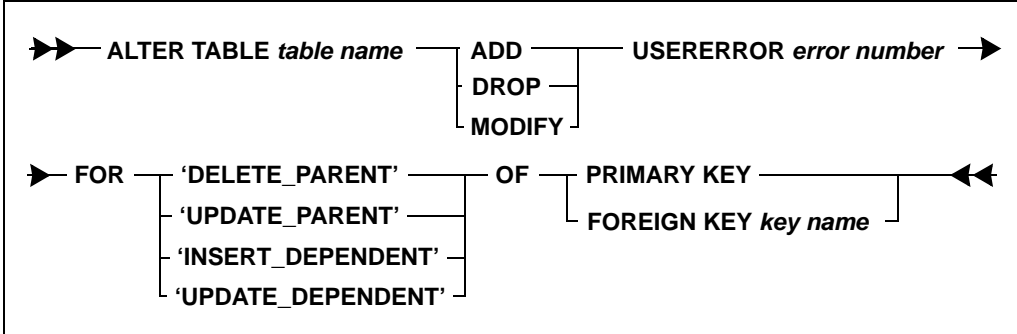 ALTER TABLE table name ADD USERERROR error number
DROP
MODIFY
FOR ‘DELETE_PARENT’ OF PRIMARY KEY
‘UPDATE_PARENT’ FOREIGN KEY key name
‘INSERT_DEPENDENT’
‘UPDATE_DEPENDENT’